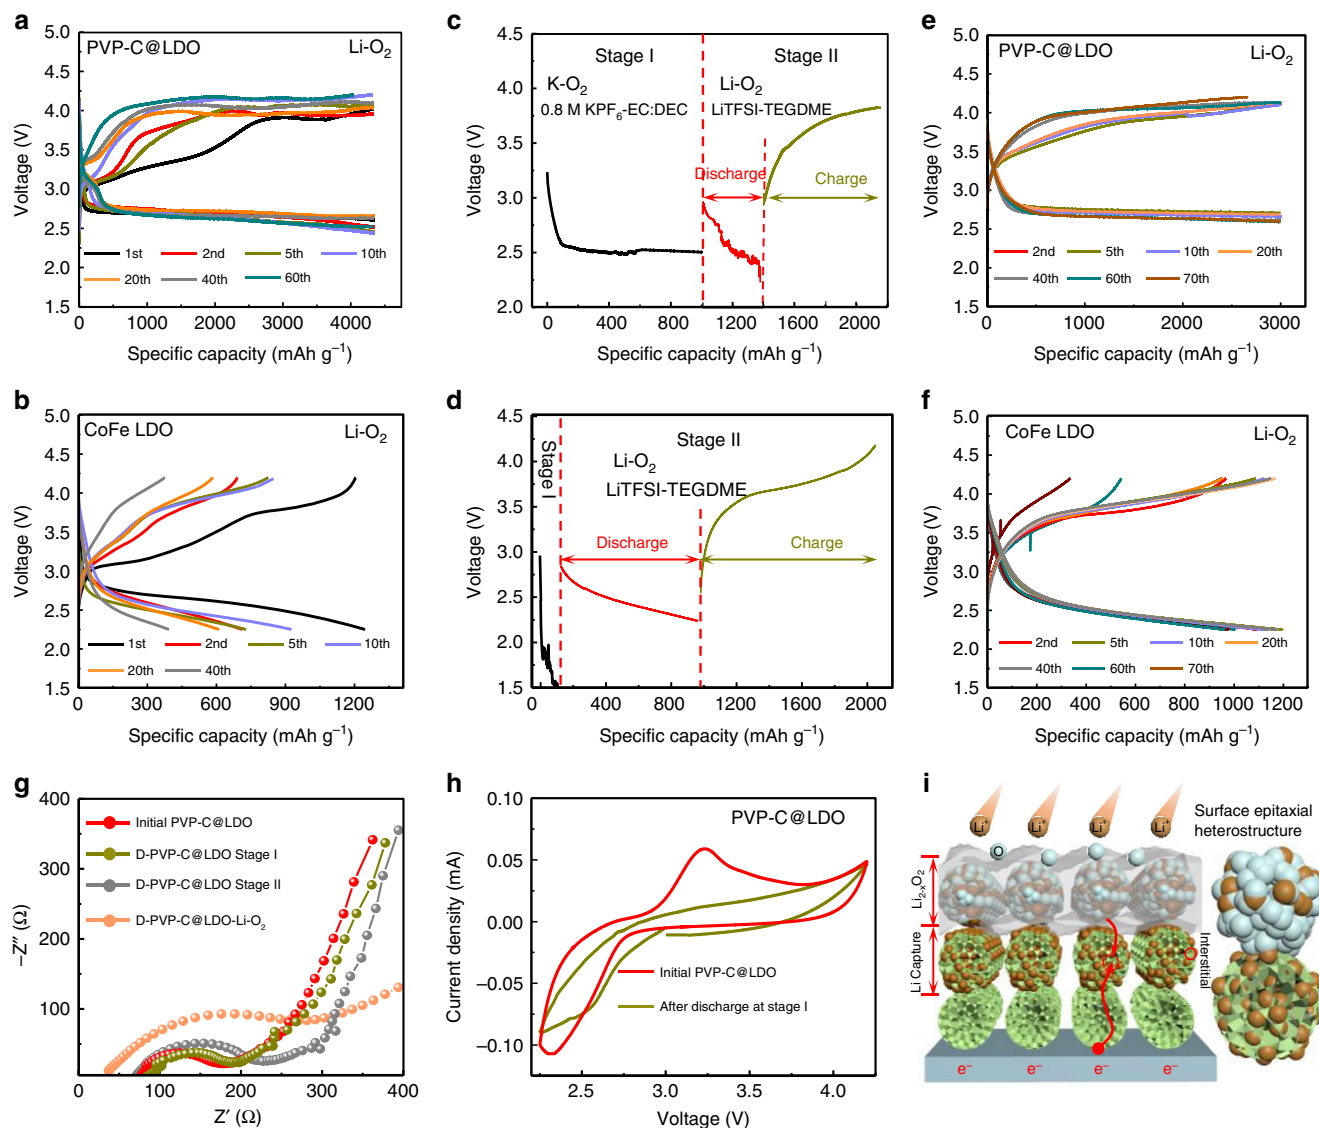 a
PVP-C@LDO
Li-O₂
Voltage (V)
5.0
4.5
4.0
3.5
3.0
2.5
2.0
1.5
1st
2nd
5th
10th
20th
40th
60th
0
1000
2000
3000
4000
Specific capacity (mAh g⁻¹)
c
Stage I
Stage II
K-O₂
0.8 M KPF₆-EC:DEC
Li-O₂
LiTFSI-TEGDME
Discharge
Charge
Voltage (V)
4.5
4.0
3.5
3.0
2.5
2.0
0
400
800
1200
1600
2000
Specific capacity (mAh g⁻¹)
e
PVP-C@LDO
Li-O₂
Voltage (V)
5.0
4.5
4.0
3.5
3.0
2.5
2.0
1.5
2nd
5th
10th
20th
40th
60th
70th
0
1000
2000
3000
Specific capacity (mAh g⁻¹)
b
CoFe LDO
Li-O₂
Voltage (V)
5.0
4.5
4.0
3.5
3.0
2.5
2.0
1.5
1st
2nd
5th
10th
20th
40th
0
300
600
900
1200
Specific capacity (mAh g⁻¹)
d
Stage I
Stage II
Li-O₂
LiTFSI-TEGDME
Discharge
Charge
Voltage (V)
4.5
4.0
3.5
3.0
2.5
2.0
1.5
0
400
800
1200
1600
2000
Specific capacity (mAh g⁻¹)
f
CoFe LDO
Li-O₂
Voltage (V)
5.0
4.5
4.0
3.5
3.0
2.5
2.0
1.5
2nd
5th
10th
20th
40th
60th
70th
0
200
400
600
800
1000
1200
Specific capacity (mAh g⁻¹)
g
−Z″ (Ω)
400
300
200
100
Initial PVP-C@LDO
D-PVP-C@LDO Stage I
D-PVP-C@LDO Stage II
D-PVP-C@LDO-Li-O₂
0
100
200
300
400
Z′ (Ω)
h
PVP-C@LDO
Current density (mA)
0.10
0.05
0.00
−0.05
−0.10
Initial PVP-C@LDO
After discharge at stage I
2.5
3.0
3.5
4.0
Voltage (V)
i
Li⁺
Li⁺
Li⁺
Li⁺
Surface epitaxial
heterostructure
O
Li₂₋ₓO₂
Li Capture
Interstitial
e⁻
e⁻
e⁻
e⁻